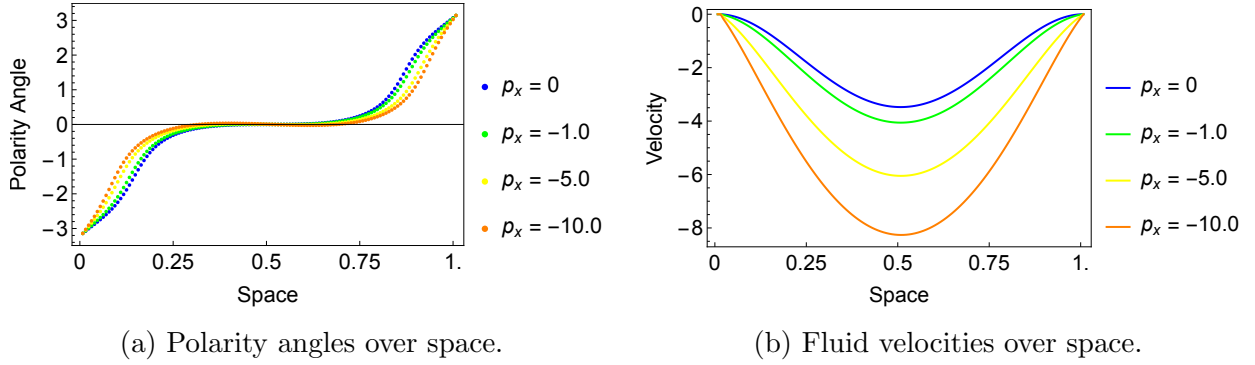 3
2
1
0
−1
−2
−3
Polarity Angle
0
0.25
0.5
0.75
1.
Space
p_x = 0
p_x = −1.0
p_x = −5.0
p_x = −10.0
(a) Polarity angles over space.
0
−2
−4
−6
−8
Velocity
0
0.25
0.5
0.75
1.
Space
p_x = 0
p_x = −1.0
p_x = −5.0
p_x = −10.0
(b) Fluid velocities over space.